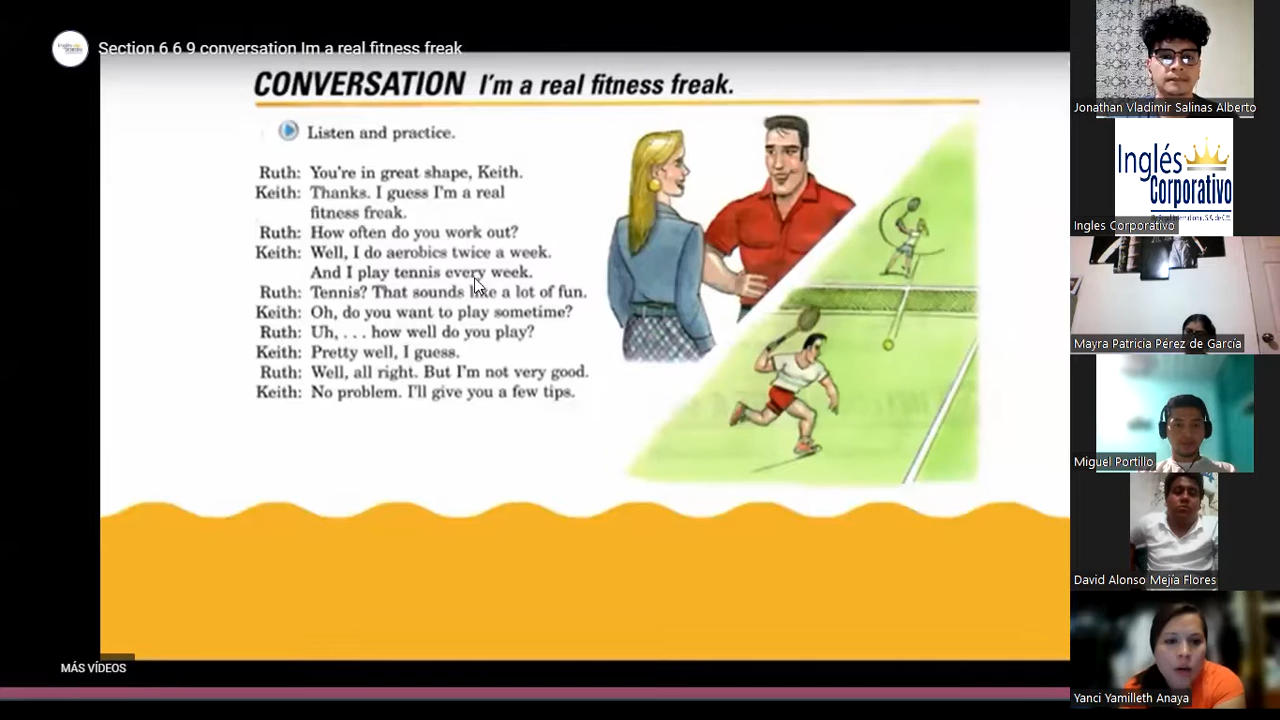 Section 6 6 9 conversation Im a real fitness freak
CONVERSATION I'm a real fitness freak.
Listen and practice.
Ruth: You're in great shape, Keith.
Keith: Thanks. I guess I'm a real
fitness freak.
Ruth: How often do you work out?
Keith: Well, I do aerobics twice a week.
And I play tennis every week.
Ruth: Tennis? That sounds like a lot of fun.
Keith: Oh, do you want to play sometime?
Ruth: Uh, . . . how well do you play?
Keith: Pretty well, I guess.
Ruth: Well, all right. But I'm not very good.
Keith: No problem. I'll give you a few tips.
MÁS VÍDEOS
Jonathan Vladimir Salinas Alberto
Inglés
Corporativo
Ingles Corporativo
Mayra Patricia Pérez de García
Miguel Portillo
David Alonso Mejía Flores
Yanci Yamilleth Anaya